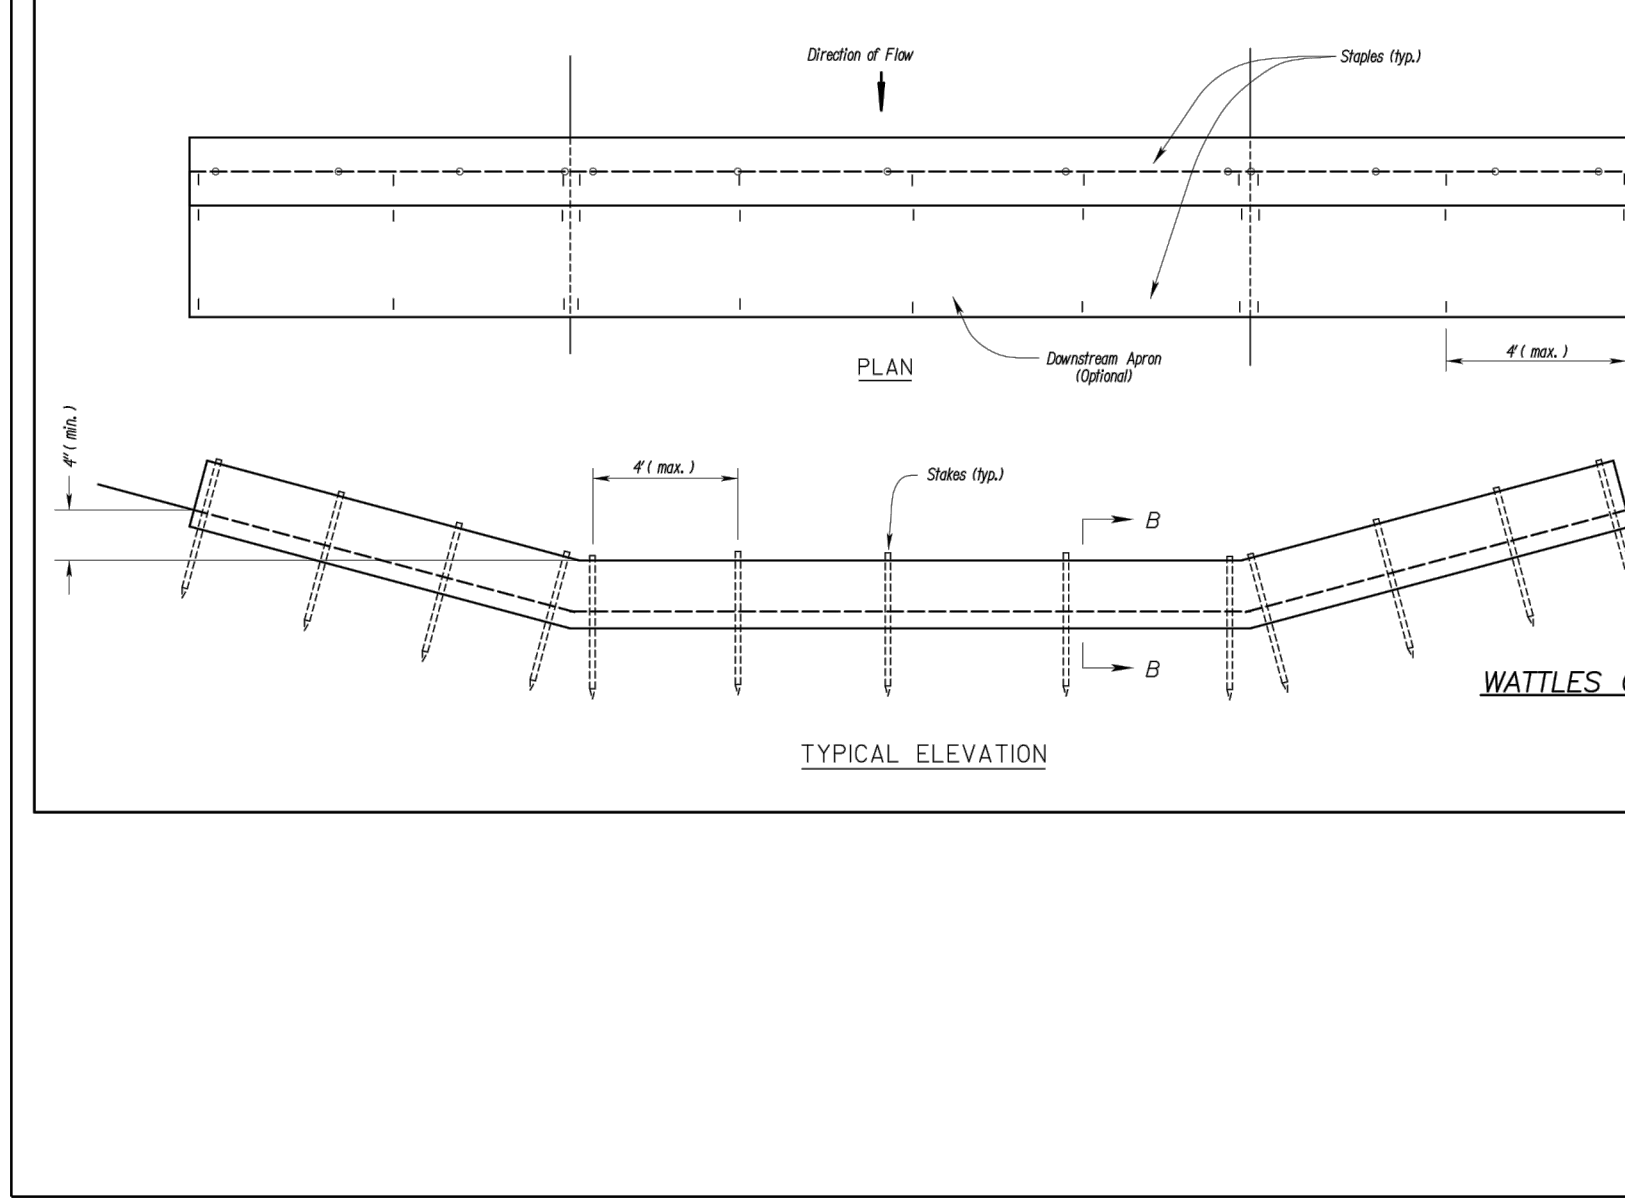 Direction of Flow
Staples (typ.)
Downstream Apron
(Optional)
PLAN
4' ( max. )
4" ( min. )
4' ( max. )
Stakes (typ.)
B
B
WATTLES
TYPICAL ELEVATION